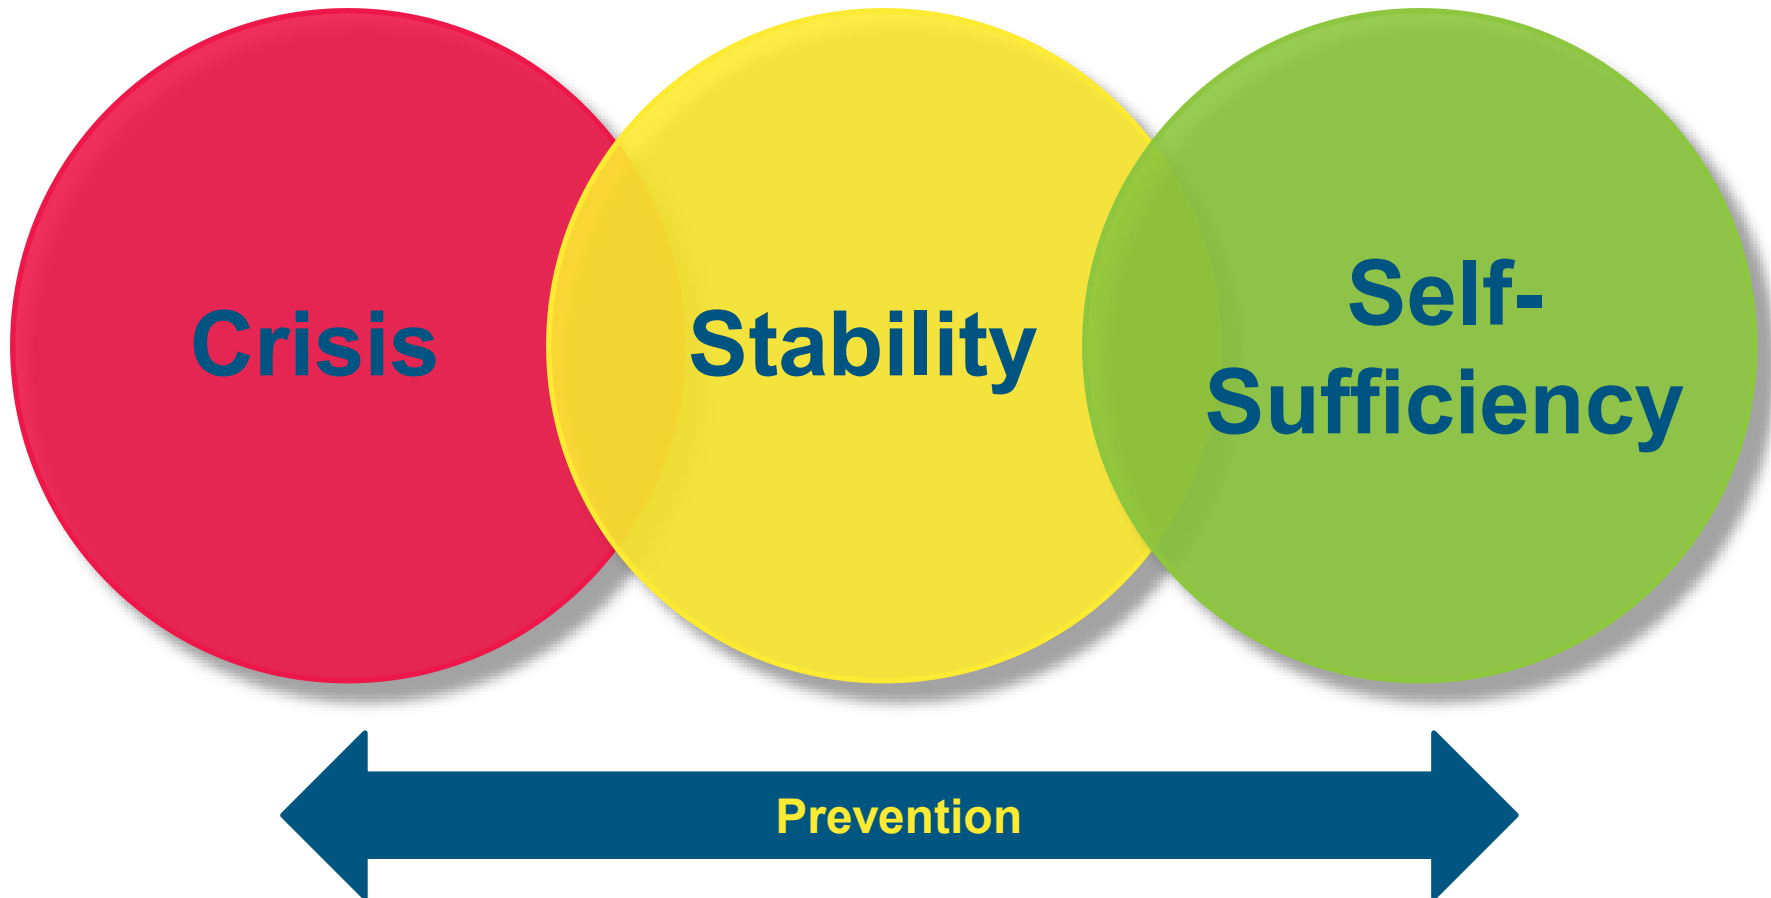 Crisis
Stability
Self-
Sufficiency
Prevention